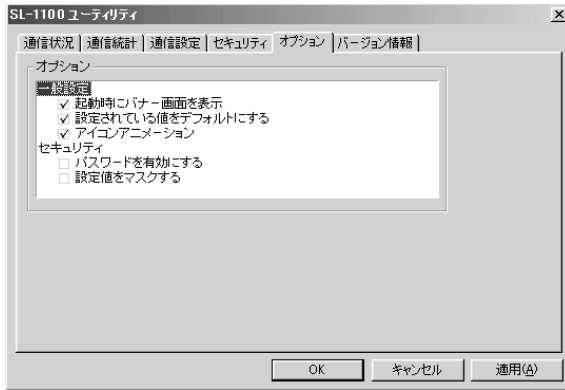 SL-1100 ユーティリティ
通信状況 通信統計 通信設定 セキュリティ オプション バージョン情報
オプション
一般設定
起動時にバナー画面を表示
設定されている値をデフォルトにする
アイコンアニメーション
セキュリティ
パスワードを有効にする
設定値をマスクする
OK キャンセル 適用(A)